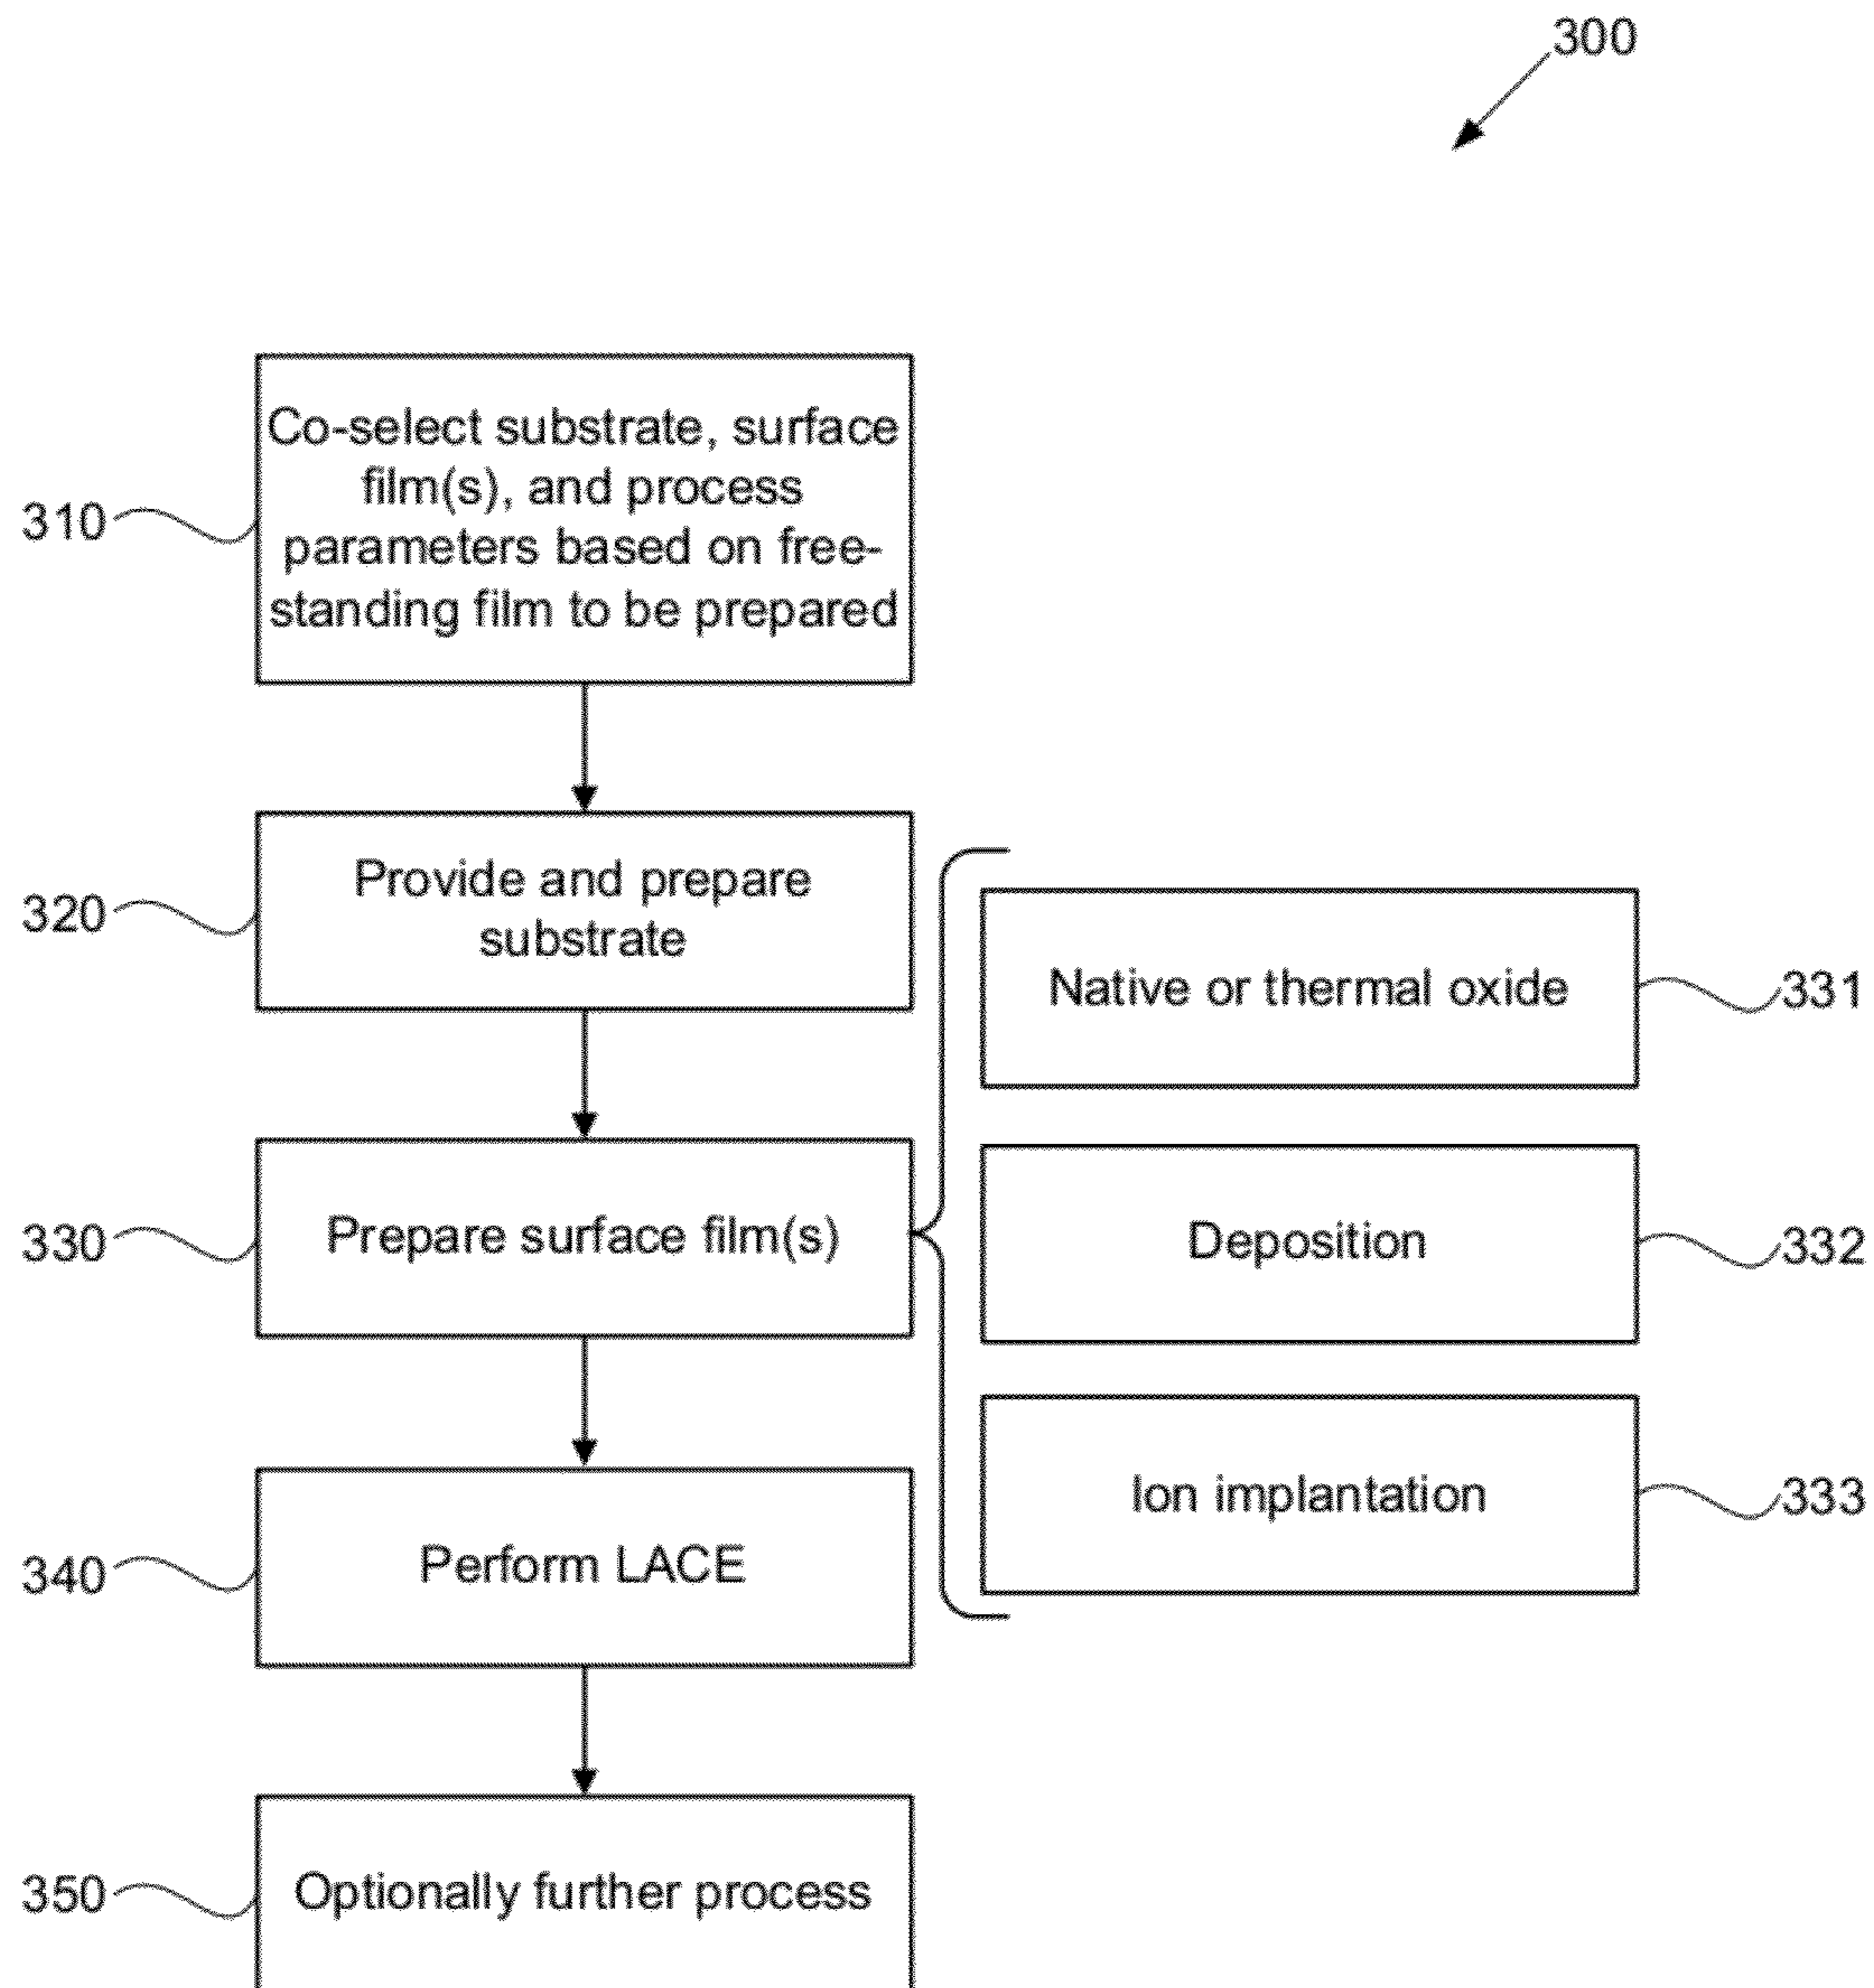 300
310
Co-select substrate, surface
film(s), and process
parameters based on free-
standing film to be prepared
320
Provide and prepare
substrate
330
Prepare surface film(s)
Native or thermal oxide
331
Deposition
332
Ion implantation
333
340
Perform LACE
350
Optionally further process